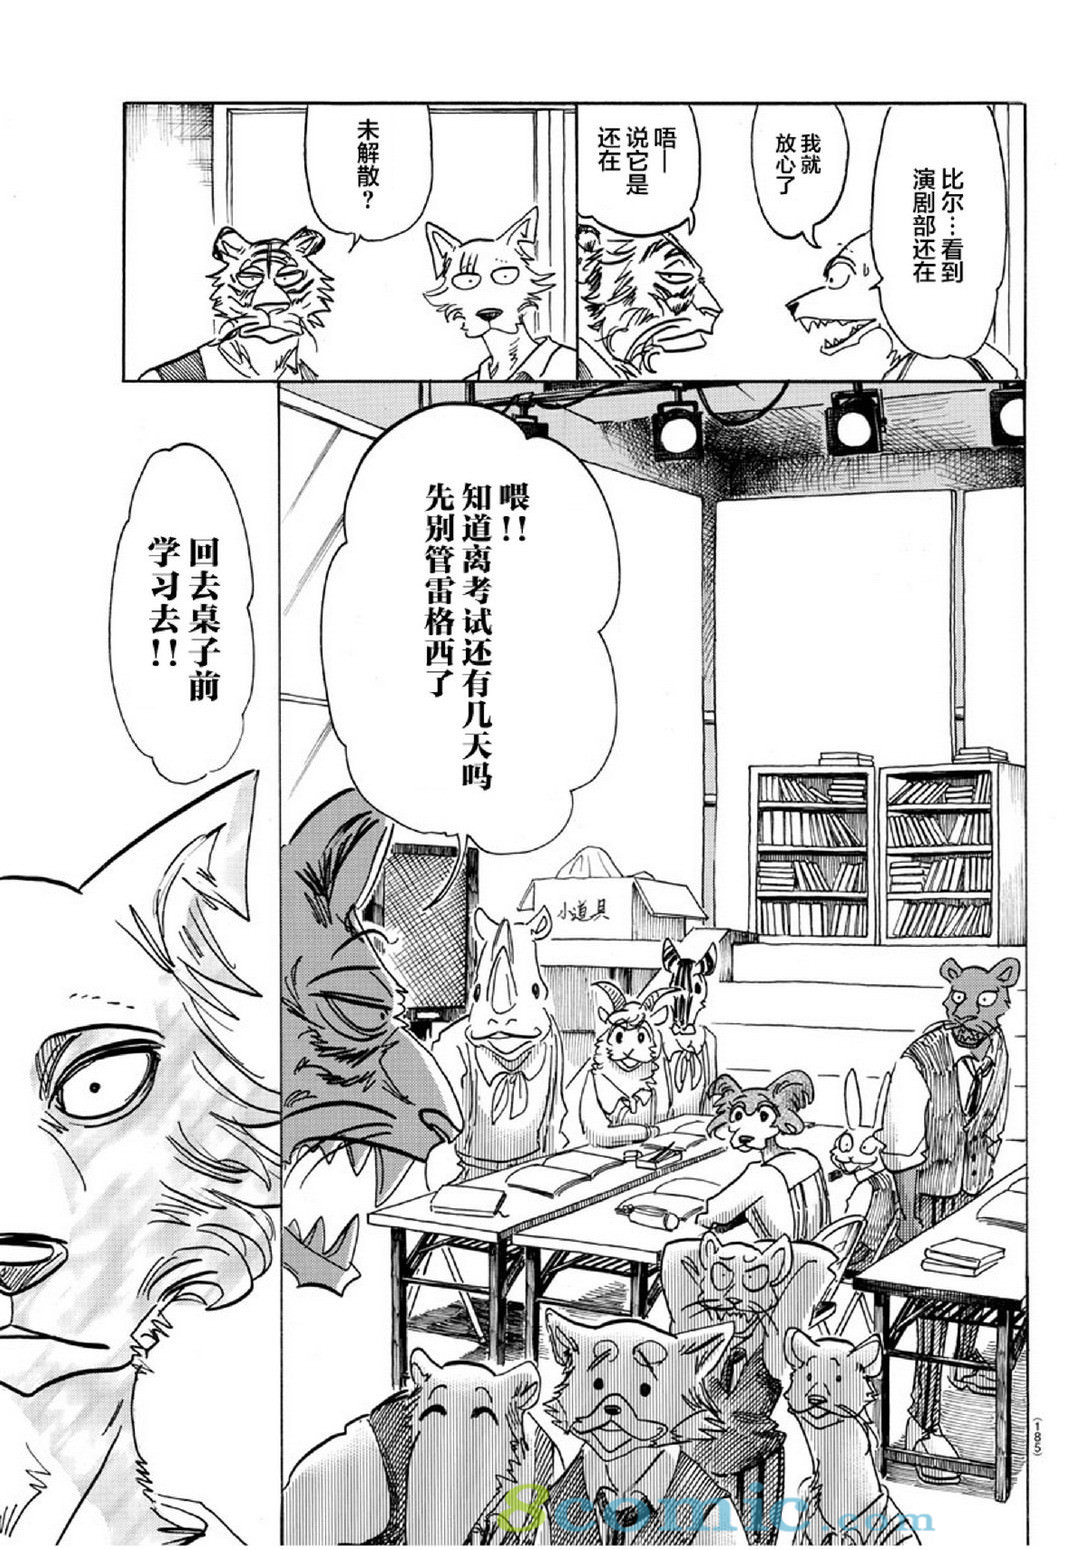 比尔…看到
演剧部还在
我就
放心了
唔—
说它是
还在
未解散？
喂!!
知道离考试还有几天吗
先别管雷格西了
小道具
回去桌子前
学习去!!
(185)
8comic.com